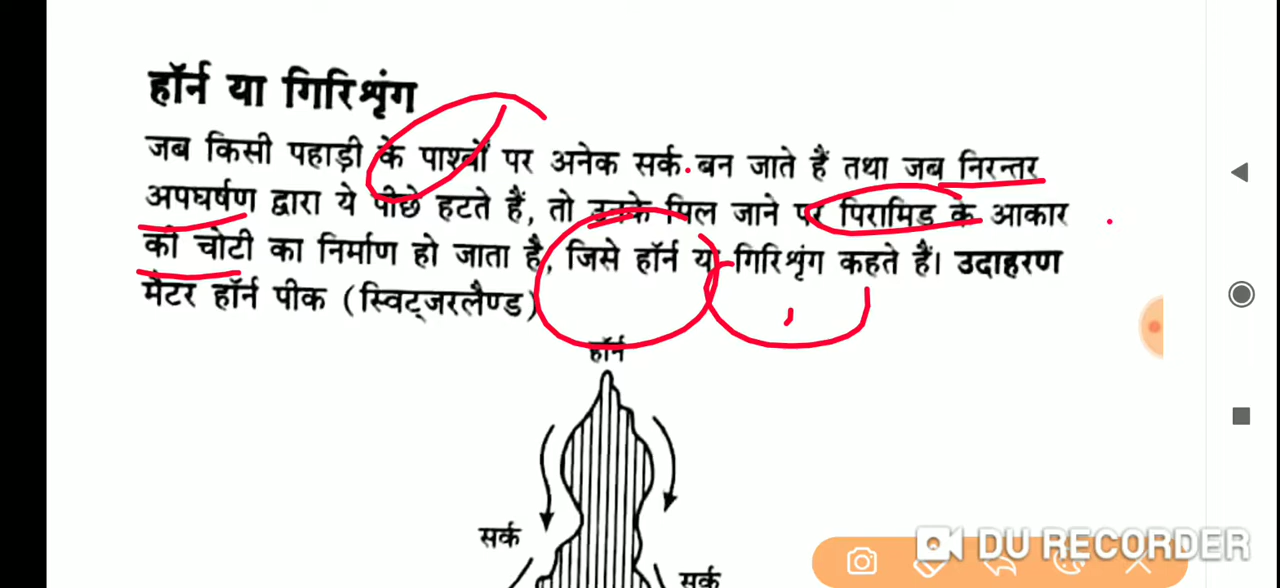 हॉर्न या गिरिशृंग
जब किसी पहाड़ी के पाश्वों पर अनेक सर्क बन जाते हैं तथा जब निरन्तर
अपघर्षण द्वारा ये पीछे हटते हैं, तो उनके मिल जाने पर पिरामिड के आकार
की चोटी का निर्माण हो जाता है, जिसे हॉर्न या गिरिशृंग कहते हैं। उदाहरण
मैटर हॉर्न पीक (स्विट्जरलैण्ड)
हॉर्न
सर्क
सर्क
DU RECORDER